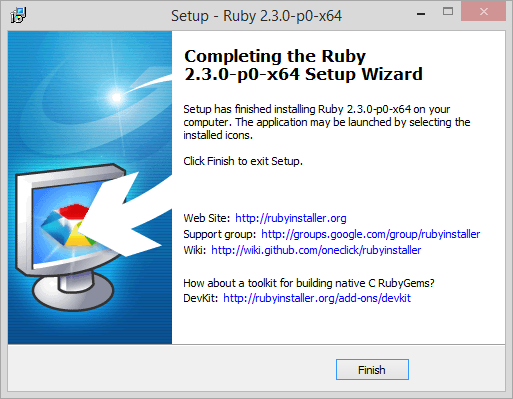 Setup - Ruby 2.3.0-p0-x64
Completing the Ruby
2.3.0-p0-x64 Setup Wizard
Setup has finished installing Ruby 2.3.0-p0-x64 on your
computer. The application may be launched by selecting the
installed icons.
Click Finish to exit Setup.
Web Site: http://rubyinstaller.org
Support group: http://groups.google.com/group/rubyinstaller
Wiki: http://wiki.github.com/oneclick/rubyinstaller
How about a toolkit for building native C RubyGems?
DevKit: http://rubyinstaller.org/add-ons/devkit
Finish